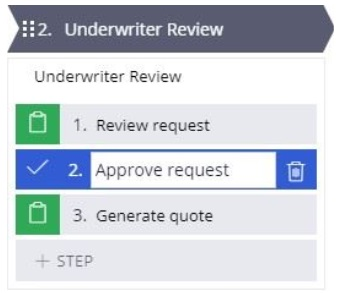 2. Underwriter Review
Underwriter Review
1. Review request
2. Approve request
3. Generate quote
+ STEP